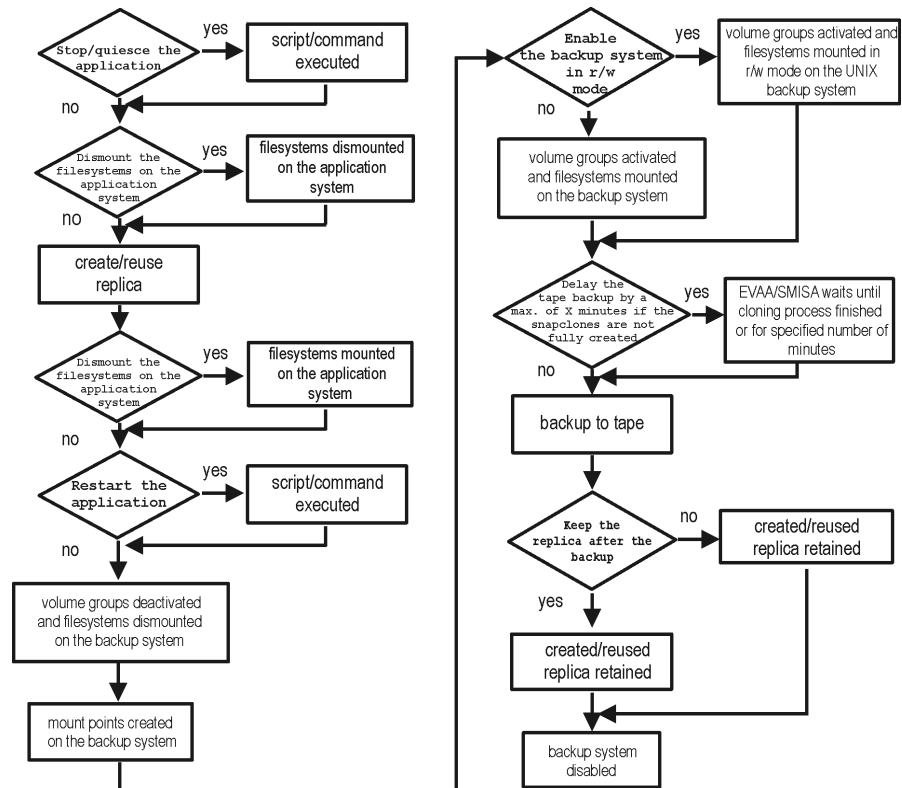 Stop/quiesce the
application
yes
script/command
executed
no
Dismount the
filesystems on the
application
system
yes
filesystems dismounted
on the application
system
no
create/reuse
replica
Dismount the
filesystems on the
application
system
yes
filesystems mounted
on the application
system
no
Restart the
application
yes
script/command
executed
no
volume groups deactivated
and filesystems dismounted
on the backup system
mount points created
on the backup system
Enable
the backup system
in r/w
mode
yes
volume groups activated and
filesystems mounted in
r/w mode on the UNIX
backup system
no
volume groups activated
and filesystems mounted
on the backup system
Delay the
tape backup by a
max. of X minutes if the
snapclones are not
fully created
yes
EVAA/SMISA waits until
cloning process finished
or for specified number of
minutes
no
backup to tape
Keep the
replica after the
backup
no
created/reused
replica retained
yes
created/reused
replica retained
backup system
disabled